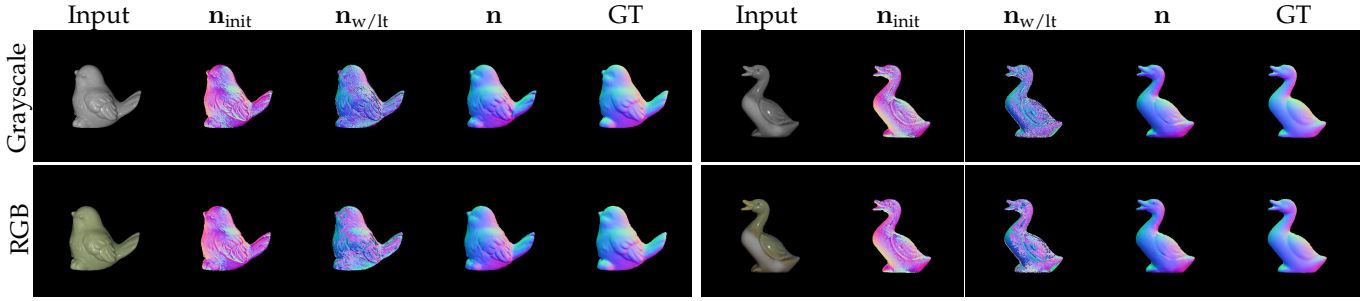 Input n_init n_w/lt n GT Input n_init n_w/lt n GT
Grayscale
RGB